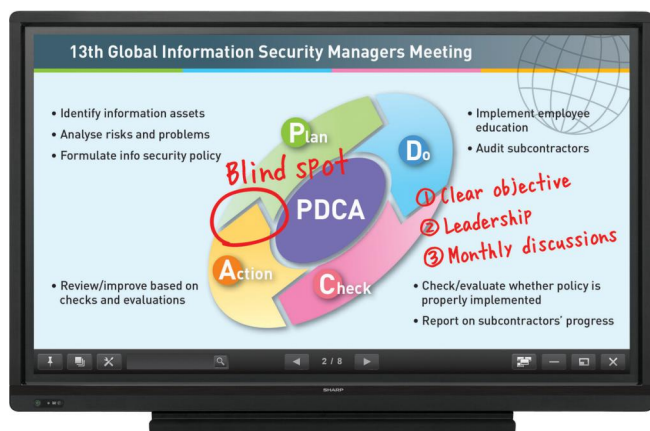 13th Global Information Security Managers Meeting
• Identify information assets
• Analyse risks and problems
• Formulate info security policy
Plan
Do
• Implement employee
education
• Audit subcontractors
Blind spot
PDCA
① Clear objective
② Leadership
③ Monthly discussions
Action
Check
• Review/improve based on
checks and evaluations
• Check/evaluate whether policy is
properly implemented
• Report on subcontractors' progress
2 / 8
SHARP